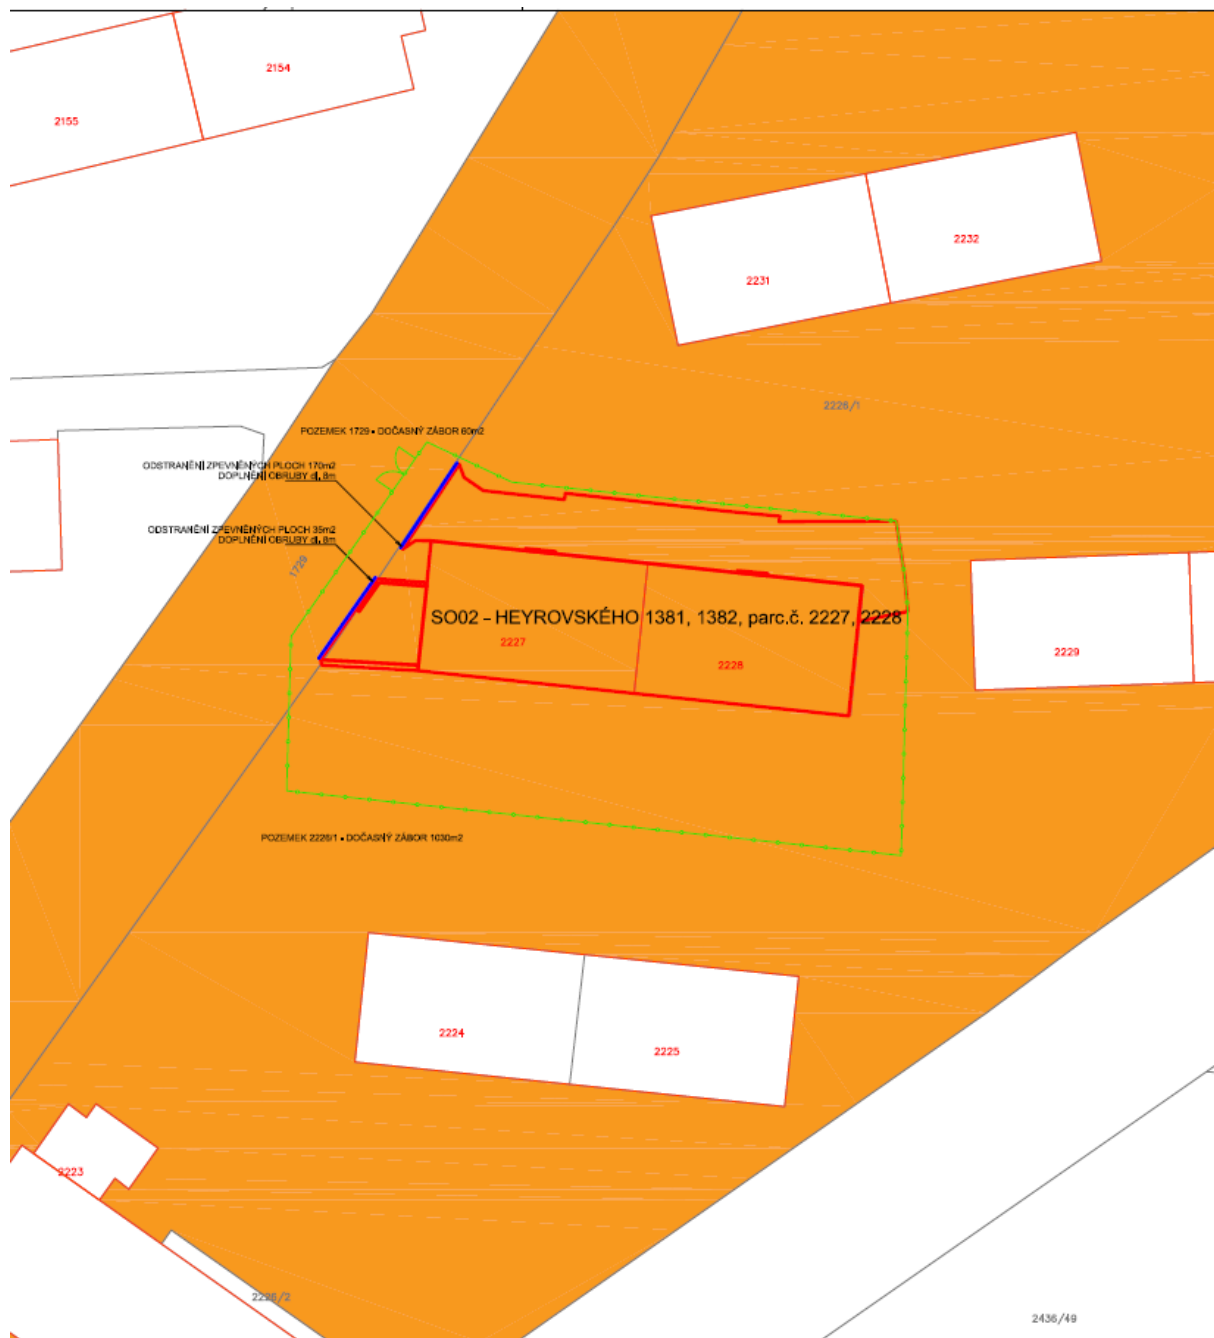 2154
2155
2232
2231
2226/1
POZEMEK 1729 - DOČASNÝ ZÁBOR 60m2
ODSTRANĚNÍ ZPEVNĚNÝCH PLOCH 170m2
DOPLNĚNÍ OBRUBY dl. 8m
ODSTRANĚNÍ ZPEVNĚNÝCH PLOCH 35m2
DOPLNĚNÍ OBRUBY dl. 8m
1729
SO02 - HEYROVSKÉHO 1381, 1382, parc.č. 2227, 2228
2227
2229
2228
POZEMEK 2226/1 - DOČASNÝ ZÁBOR 1030m2
2224
2225
2223
2226/2
2436/49